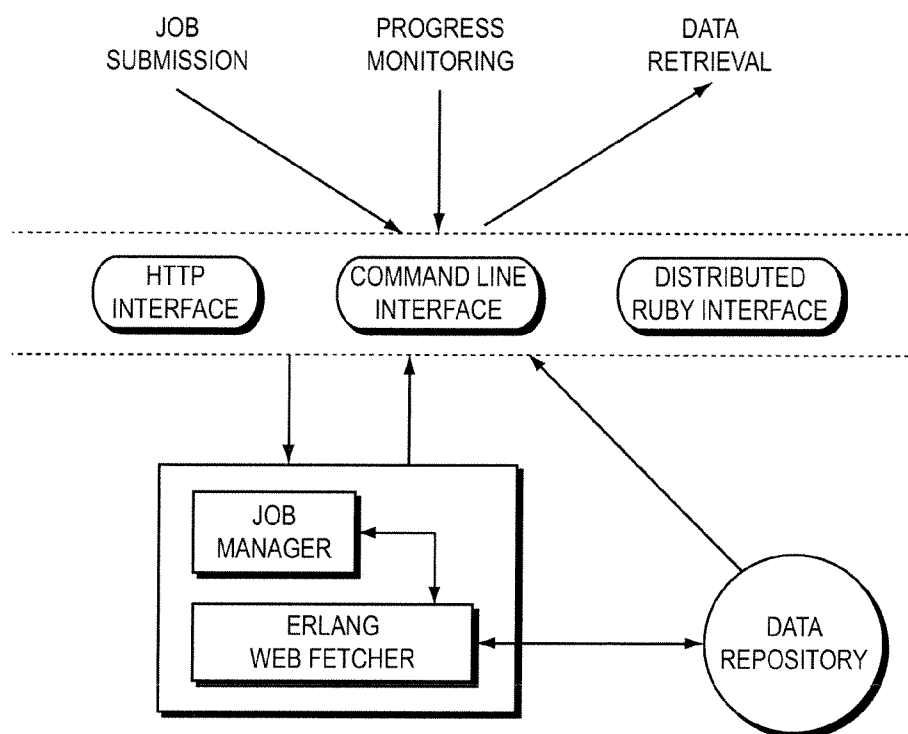 JOB
SUBMISSION
PROGRESS
MONITORING
DATA
RETRIEVAL
HTTP
INTERFACE
COMMAND LINE
INTERFACE
DISTRIBUTED
RUBY INTERFACE
JOB
MANAGER
ERLANG
WEB FETCHER
DATA
REPOSITORY